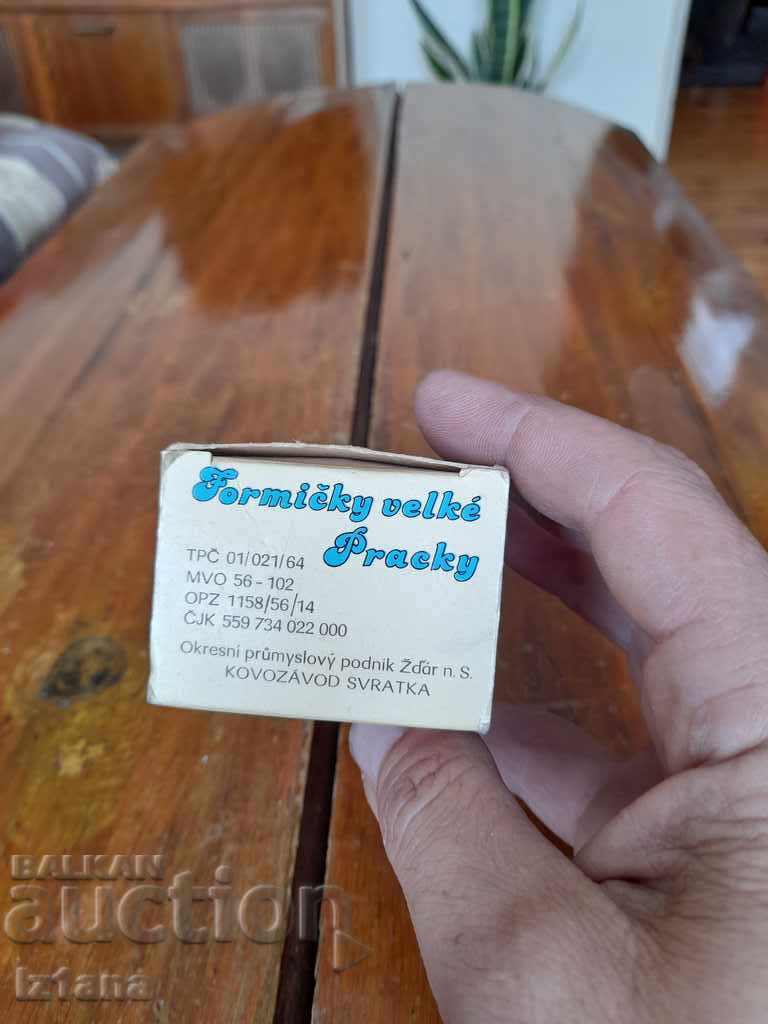 Formičky velké
Pracky
TPČ 01/021/64
MVO 56-102
OPZ 1158/56/14
ČJK 559 734 022 000
Okresní průmyslový podnik Žďár n. S.
KOVOZÁVOD SVRATKA
BALKAN
auction
iztana